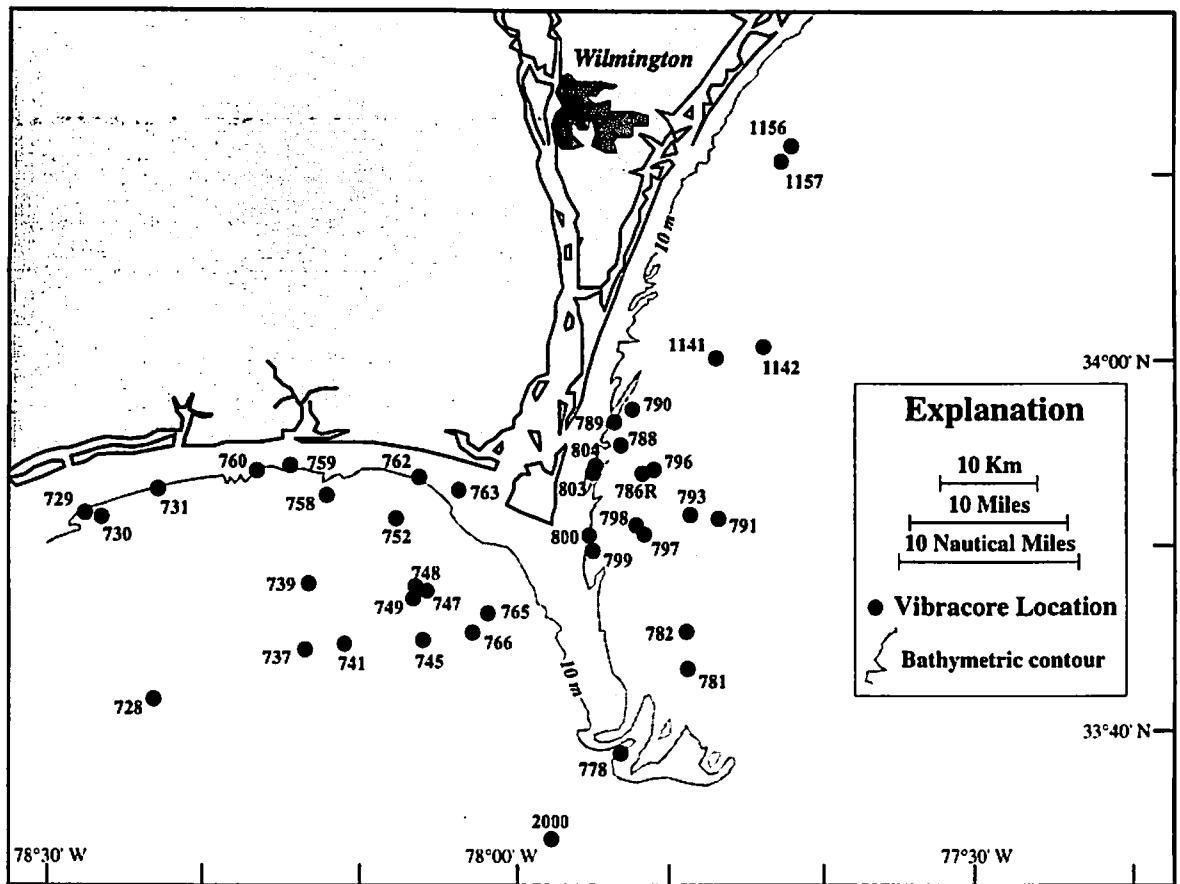 Wilmington
1156
1157
10 m
1141
1142
34°00' N
790
789
788
804
803
796
786R
793
791
798
797
800
799
760
759
762
763
758
729
730
731
752
739
748
749
747
765
766
737
741
745
782
781
728
10 m
778
2000
33°40' N
78°30' W
78°00' W
77°30' W
Explanation
10 Km
10 Miles
10 Nautical Miles
Vibracore Location
Bathymetric contour